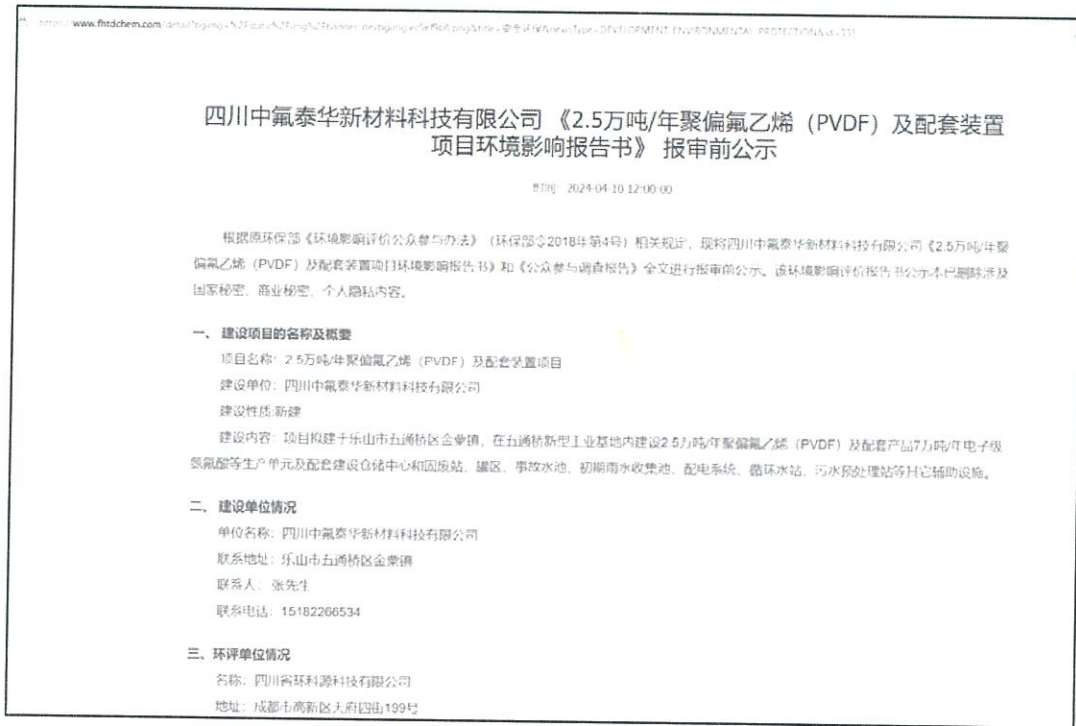 www.fhtdchem.com
四川中氟泰华新材料科技有限公司 《2.5万吨/年聚偏氟乙烯（PVDF）及配套装置
项目环境影响报告书》 报审前公示
时间：2024-04-10 12:00:00
根据原环保部《环境影响评价公众参与办法》（环保部令2018年第4号）相关规定，现将四川中氟泰华新材料科技有限公司《2.5万吨/年聚
偏氟乙烯（PVDF）及配套装置项目环境影响报告书》和《公众参与调查报告》全文进行报审前公示。该环境影响评价报告书公示本已删除涉及
国家秘密、商业秘密、个人隐私内容。
一、 建设项目的名称及概要
项目名称：2.5万吨/年聚偏氟乙烯（PVDF）及配套装置项目
建设单位：四川中氟泰华新材料科技有限公司
建设性质:新建
建设内容：项目拟建于乐山市五通桥区金粟镇，在五通桥新型工业基地内建设2.5万吨/年聚偏氟乙烯（PVDF）及配套产品7万吨/年电子级
氢氟酸等生产单元及配套建设仓储中心和固废站、罐区、事故水池、初期雨水收集池、配电系统、循环水站、污水预处理站等其它辅助设施。
二、 建设单位情况
单位名称：四川中氟泰华新材料科技有限公司
联系地址：乐山市五通桥区金粟镇
联系人： 张先生
联系电话：15182266534
三、环评单位情况
名称：四川省环科源科技有限公司
地址：成都市高新区天府四街199号